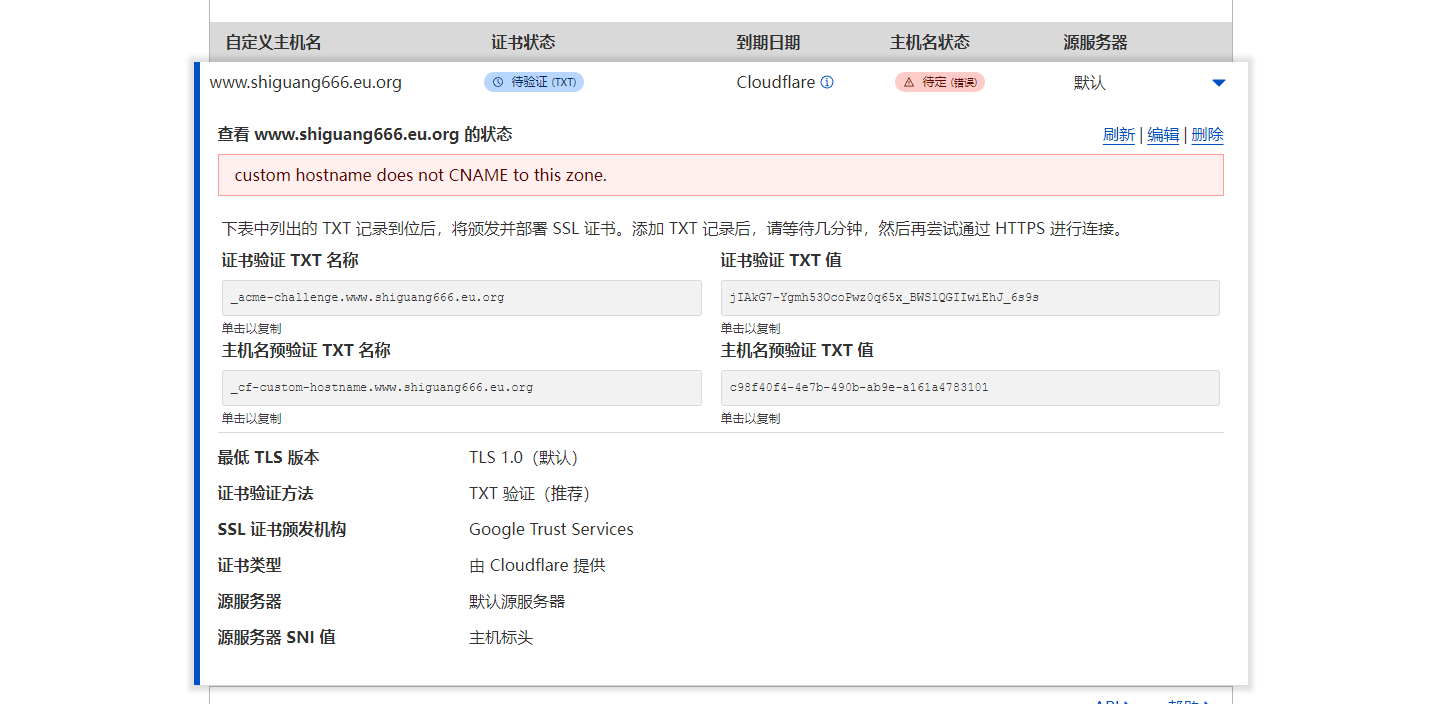 自定义主机名 证书状态 到期日期 主机名状态 源服务器
www.shiguang666.eu.org 待验证 (TXT) Cloudflare 待定 (错误) 默认
查看 www.shiguang666.eu.org 的状态 刷新 | 编辑 | 删除
custom hostname does not CNAME to this zone.
下表中列出的 TXT 记录到位后，将颁发并部署 SSL 证书。添加 TXT 记录后，请等待几分钟，然后再尝试通过 HTTPS 进行连接。
证书验证 TXT 名称 证书验证 TXT 值
_acme-challenge.www.shiguang666.eu.org jIAkG7-Ygmh53OcoPwz0q65x_BWSlQGIIwiEhJ_6s9s
单击以复制 单击以复制
主机名预验证 TXT 名称 主机名预验证 TXT 值
_cf-custom-hostname.www.shiguang666.eu.org c98f40f4-4e7b-490b-ab9e-a161a4783101
单击以复制 单击以复制
最低 TLS 版本 TLS 1.0（默认）
证书验证方法 TXT 验证（推荐）
SSL 证书颁发机构 Google Trust Services
证书类型 由 Cloudflare 提供
源服务器 默认源服务器
源服务器 SNI 值 主机标头
API 帮助